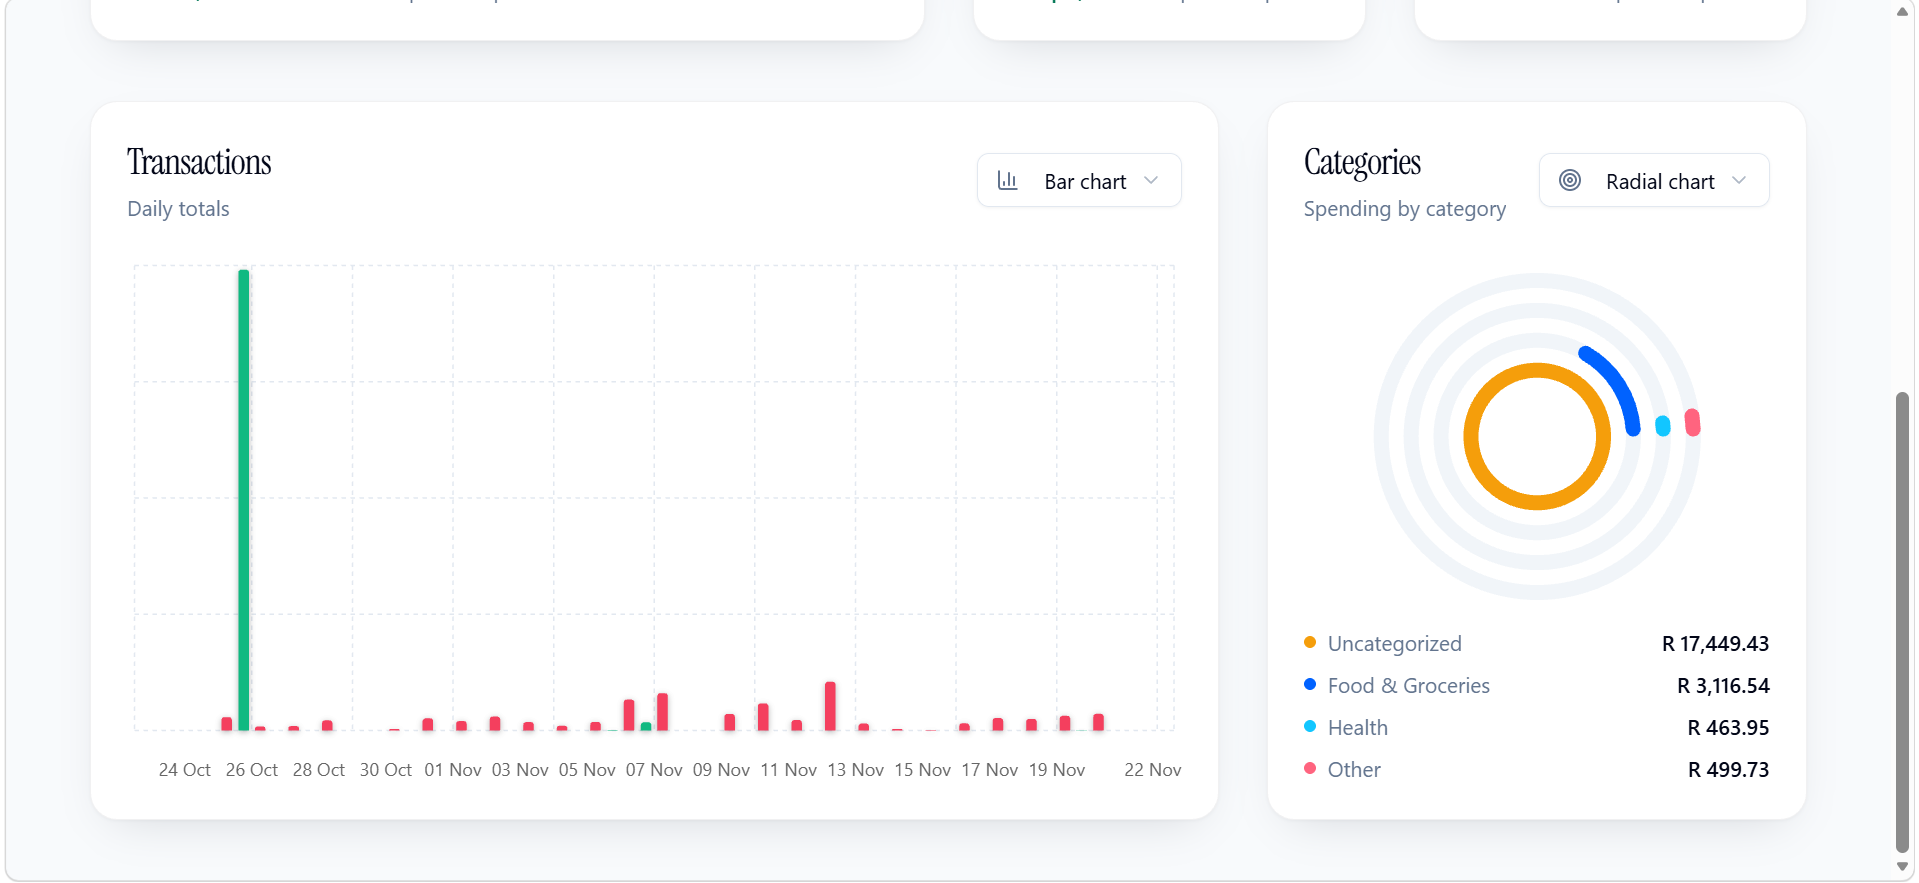 Transactions
Daily totals
Bar chart
24 Oct 26 Oct 28 Oct 30 Oct 01 Nov 03 Nov 05 Nov 07 Nov 09 Nov 11 Nov 13 Nov 15 Nov 17 Nov 19 Nov 22 Nov
Categories
Spending by category
Radial chart
Uncategorized R 17,449.43
Food & Groceries R 3,116.54
Health R 463.95
Other R 499.73